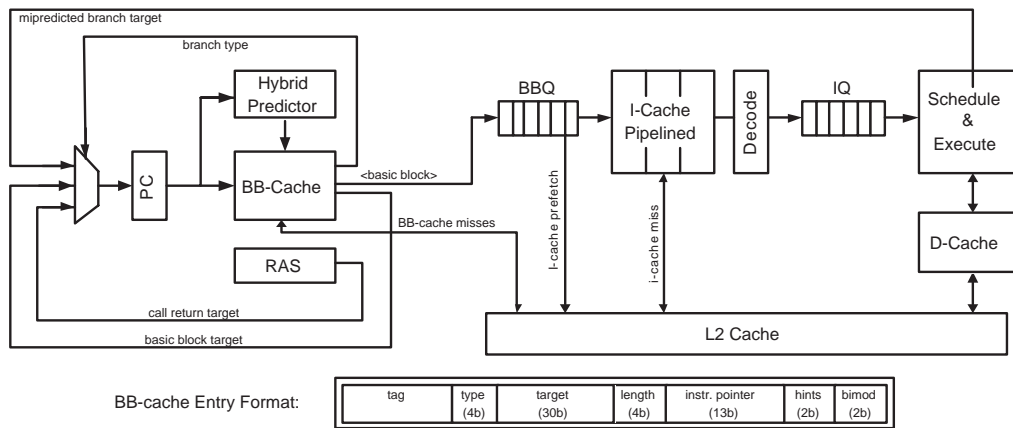 mipredicted branch target
branch type
Hybrid
Predictor
BBQ
I-Cache
Pipelined
Decode
IQ
Schedule
&
Execute
PC
BB-Cache
<basic block>
BB-cache misses
I-cache prefetch
i-cache miss
D-Cache
RAS
call return target
basic block target
L2 Cache
BB-cache Entry Format:
tag type target length instr. pointer hints bimod
(4b) (30b) (4b) (13b) (2b) (2b)